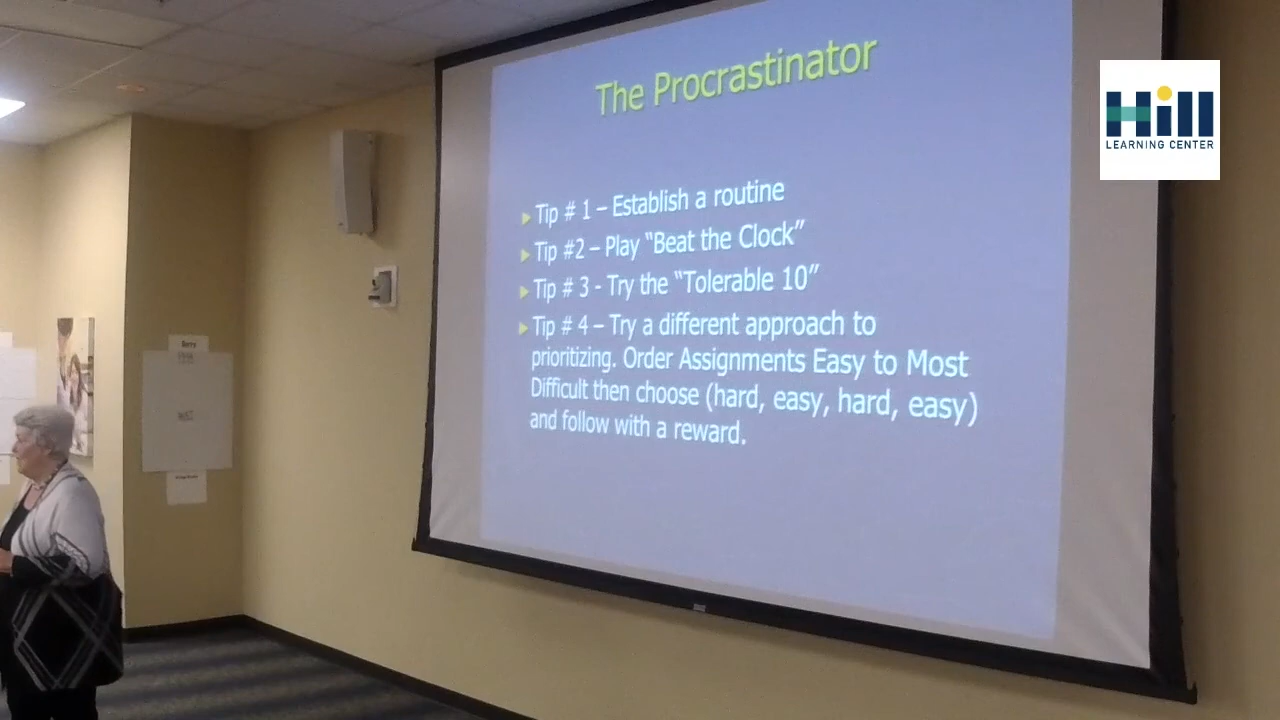 The Procrastinator
Hill
LEARNING CENTER
Tip # 1 – Establish a routine
Tip #2 – Play “Beat the Clock”
Tip # 3 - Try the “Tolerable 10”
Tip # 4 – Try a different approach to
prioritizing. Order Assignments Easy to Most
Difficult then choose (hard, easy, hard, easy)
and follow with a reward.